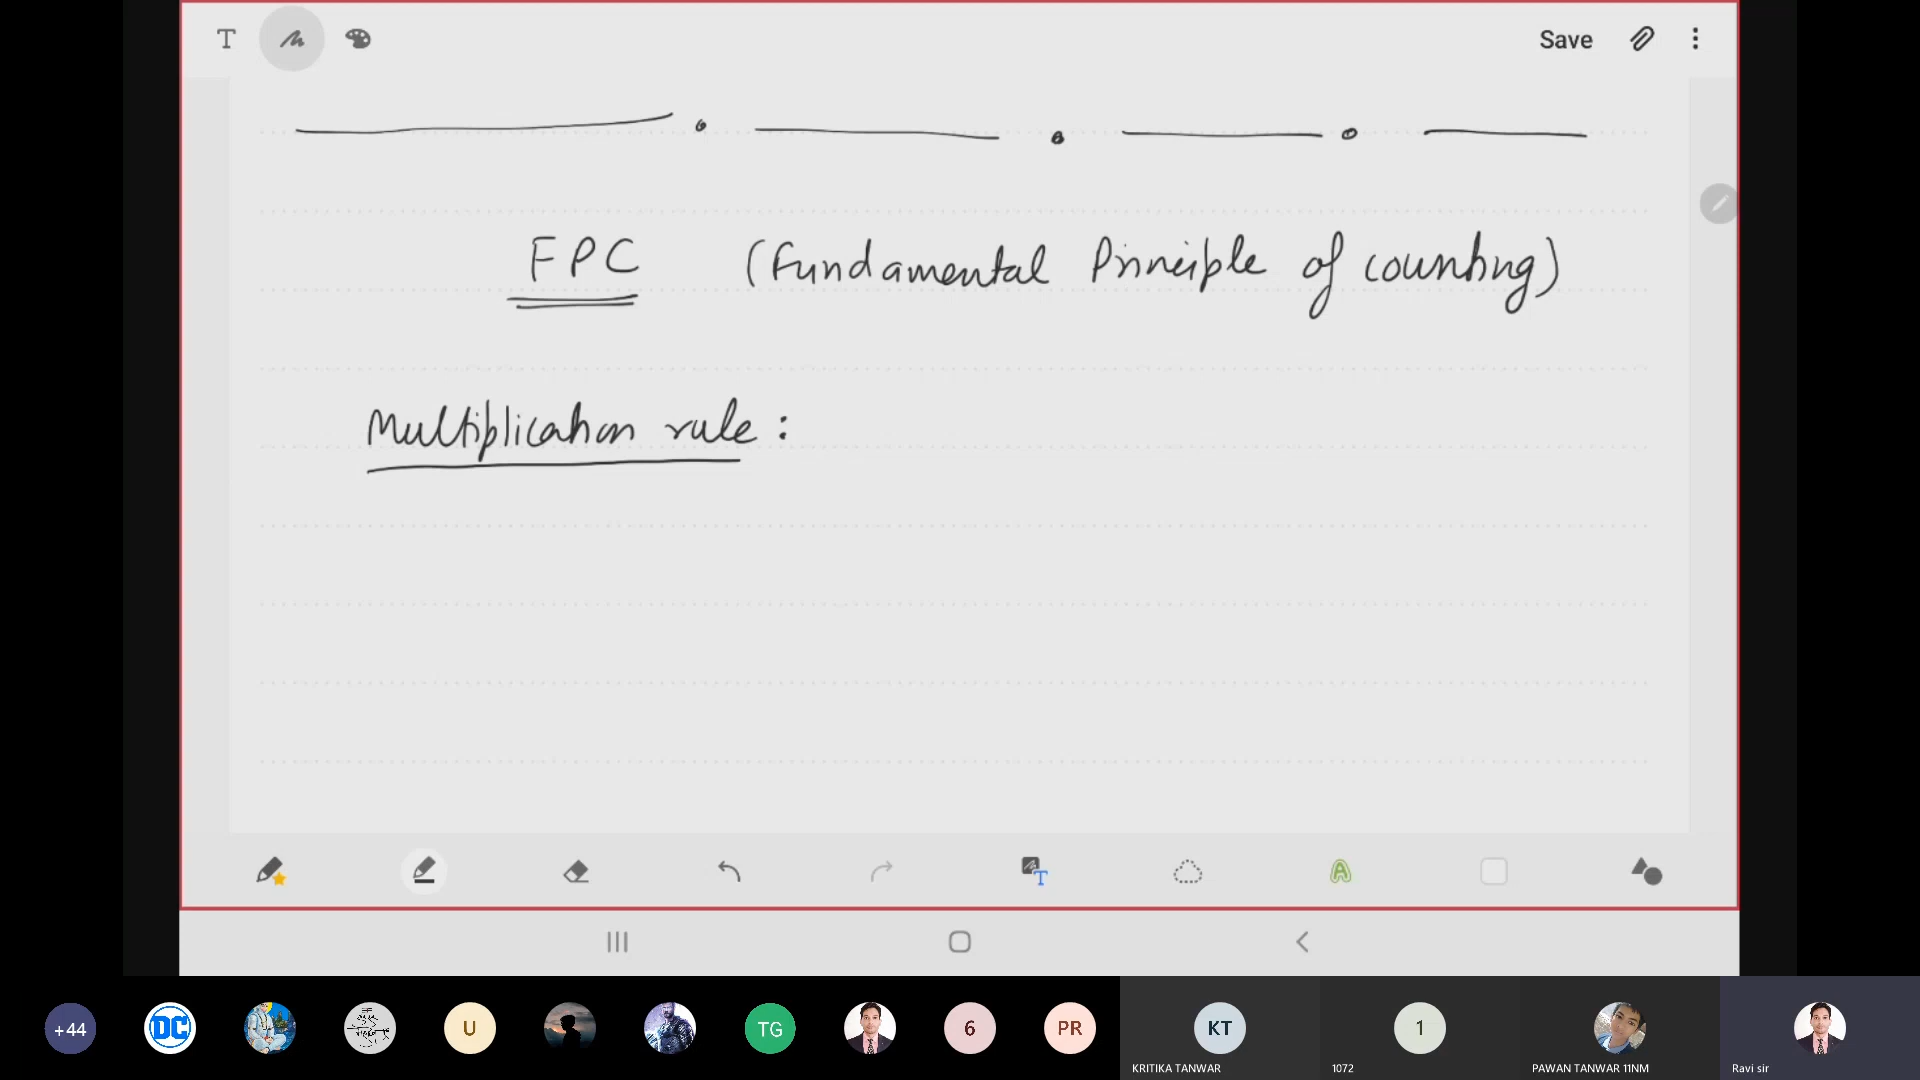 T Save
FPC (Fundamental Principle of counting)
Multiplication rule :
T A
+44 DC U TG 6 PR KT 1
KRITIKA TANWAR 1072 PAWAN TANWAR 11NM Ravi sir